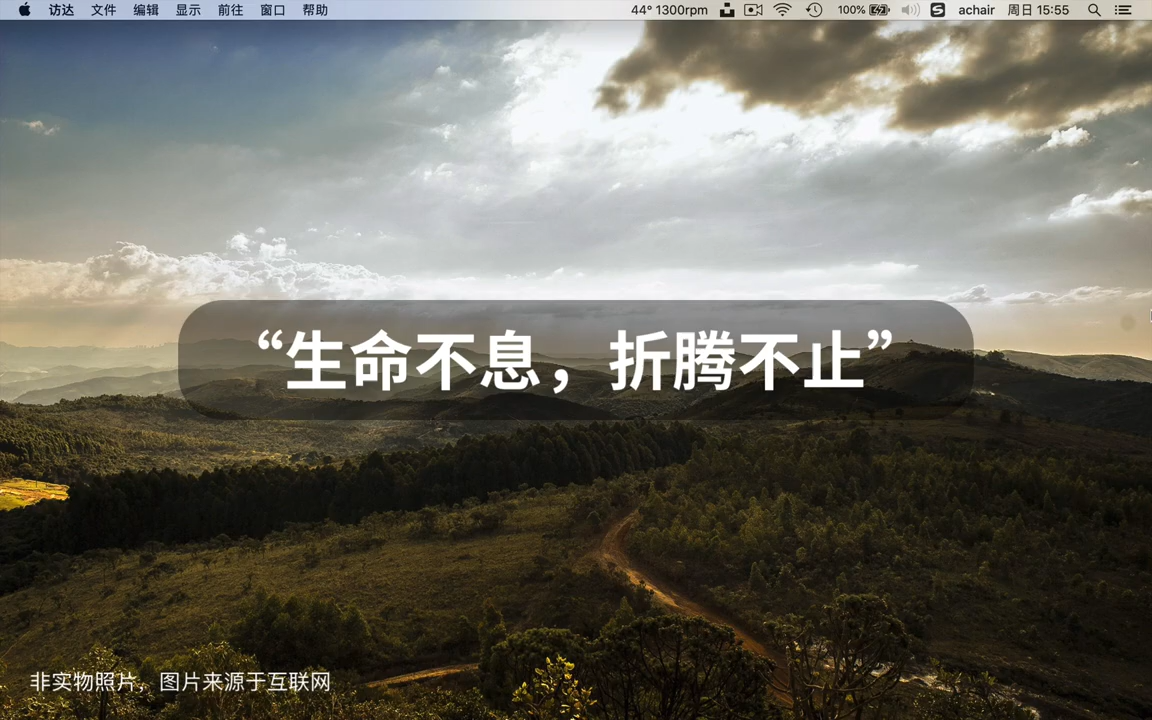 访达 文件 编辑 显示 前往 窗口 帮助 44° 1300rpm 100% S achair 周日 15:55
“生命不息，折腾不止”
非实物照片，图片来源于互联网